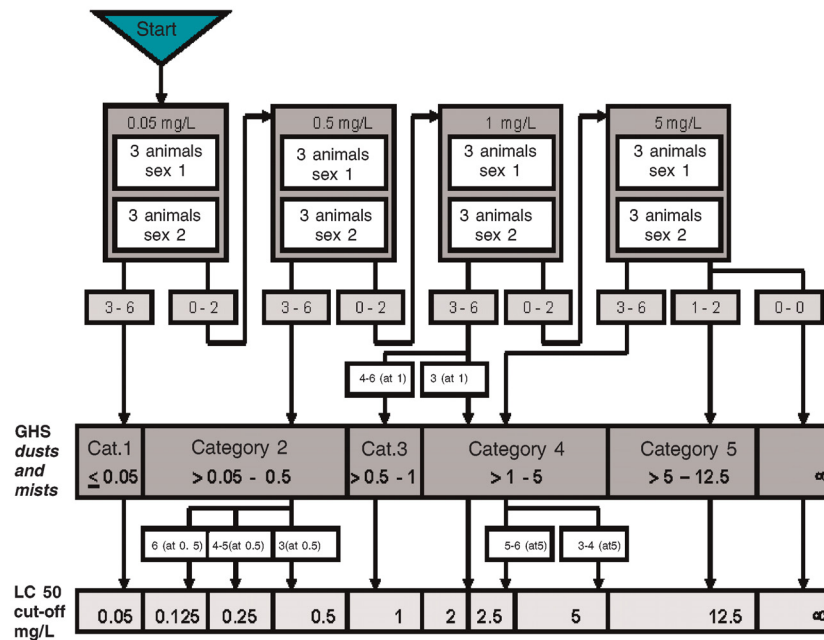 Start
0.05 mg/L
0.5 mg/L
1 mg/L
5 mg/L
3 animals
sex 1
3 animals
sex 1
3 animals
sex 1
3 animals
sex 1
3 animals
sex 2
3 animals
sex 2
3 animals
sex 2
3 animals
sex 2
3 - 6
0 - 2
3 - 6
0 - 2
3 - 6
0 - 2
3 - 6
1 - 2
0 - 0
4-6 (at 1)
3 (at 1)
GHS
dusts
and
mists
Cat.1
≤ 0.05
Category 2
> 0.05 - 0.5
Cat.3
> 0.5 - 1
Category 4
> 1 - 5
Category 5
> 5 – 12.5
∞
6 (at 0. 5)
4-5(at 0.5)
3(at 0.5)
5-6 (at5)
3-4 (at5)
LC 50
cut-off
mg/L
0.05
0.125
0.25
0.5
1
2
2.5
5
12.5
∞